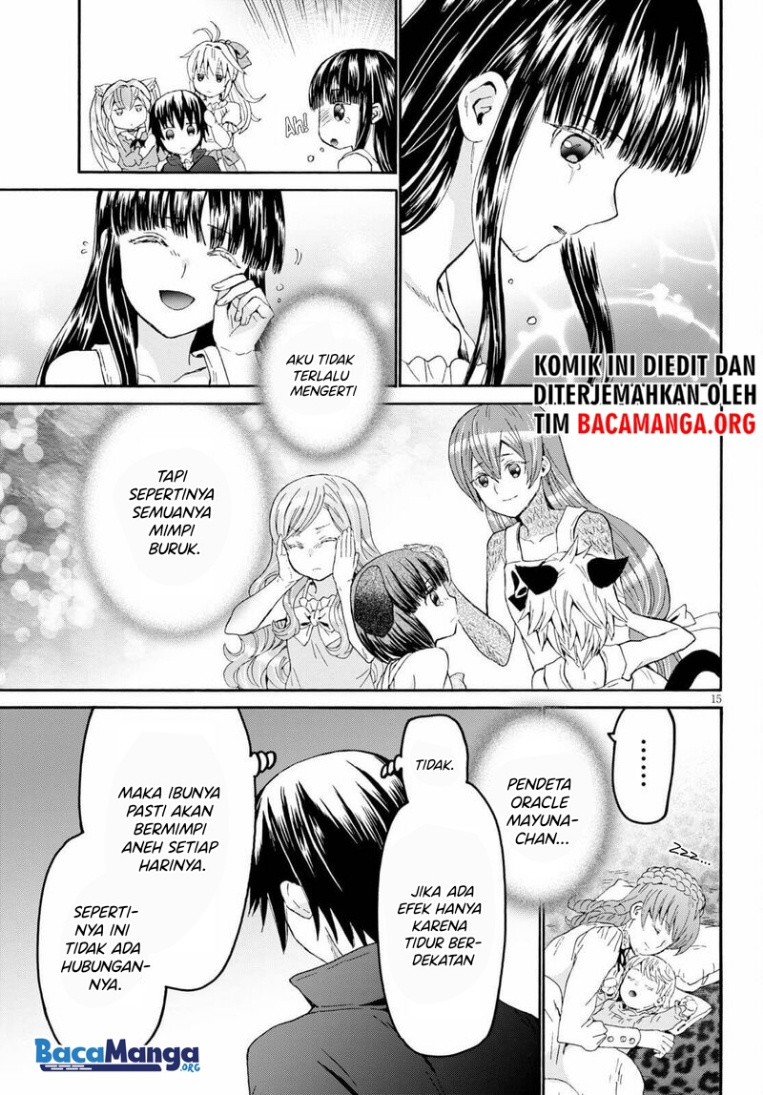 Ah!
AKU TIDAK
TERLALU
MENGERTI
KOMIK INI DIEDIT DAN
DITERJEMAHKAN OLEH
TIM BACAMANGA.ORG
TAPI
SEPERTINYA
SEMUANYA
MIMPI
BURUK.
15
........
PENDETA
ORACLE
MAYUNA-
CHAN...
ZZZ...
TIDAK.
JIKA ADA
EFEK HANYA
KARENA
TIDUR BER-
DEKATAN
MAKA IBUNYA
PASTI AKAN
BERMIMPI
ANEH SETIAP
HARINYA.
SEPERTI-
NYA INI
TIDAK ADA
HUBUNGAN-
NYA.
BacaManga
.ORG